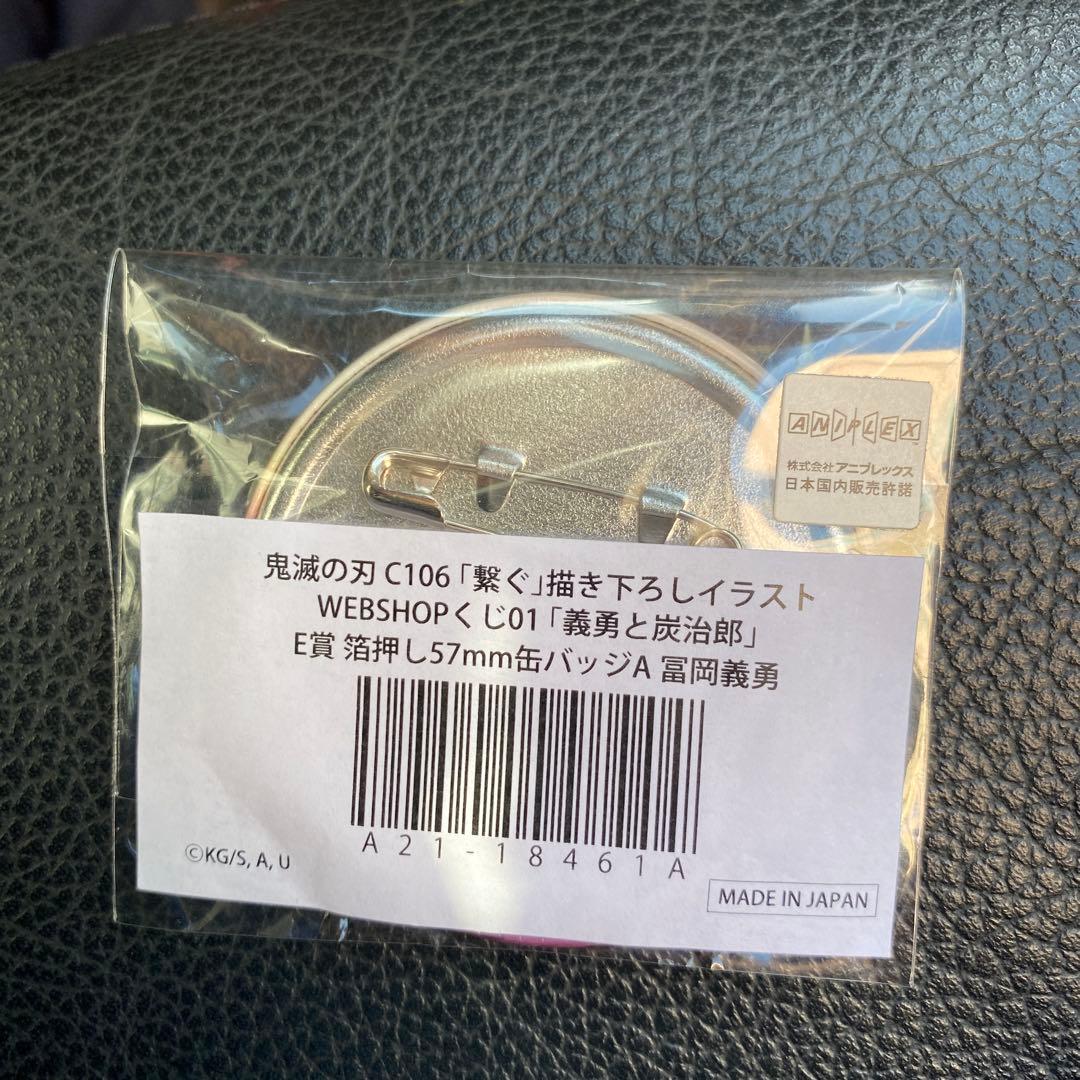 ANIPLEX
株式会社アニプレックス
日本国内販売許諾
鬼滅の刃 C106「繋ぐ」描き下ろしイラスト
WEBSHOPくじ01「義勇と炭治郎」
E賞 箔押し57mm缶バッジA 冨岡義勇
A21-18461A
©KG/S, A, U
MADE IN JAPAN